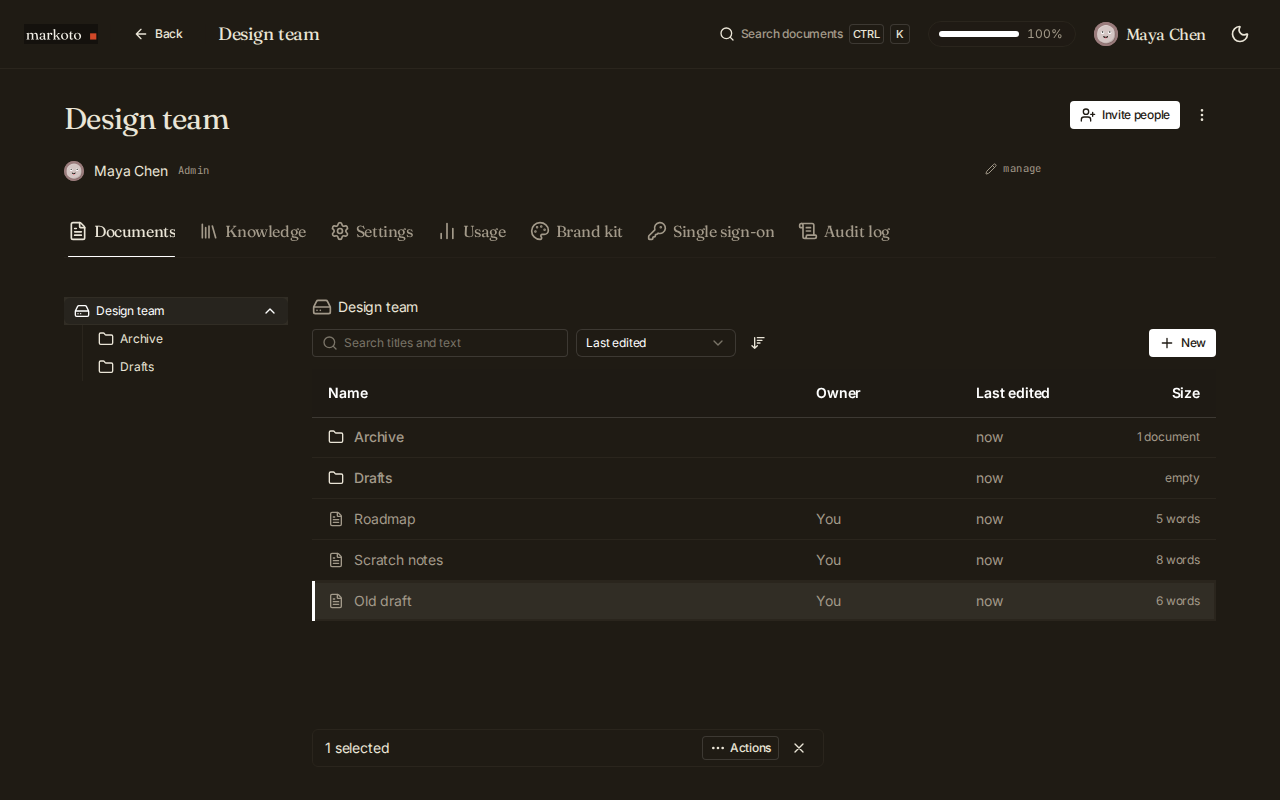 markoto
Back
Design team
Search documents CTRL K
100%
Maya Chen
Design team
Invite people
Maya Chen Admin
manage
Documents Knowledge Settings Usage Brand kit Single sign-on Audit log
Design team
Archive
Drafts
Design team
Search titles and text
Last edited
New
Name Owner Last edited Size
Archive now 1 document
Drafts now empty
Roadmap You now 5 words
Scratch notes You now 8 words
Old draft You now 6 words
1 selected
Actions